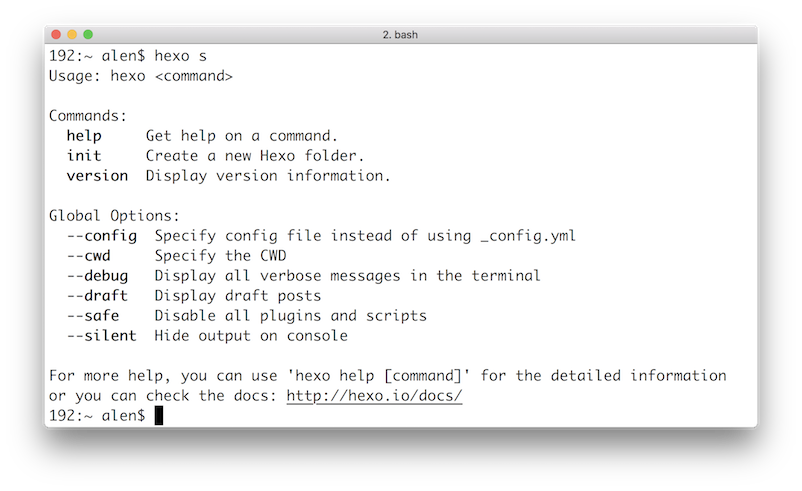 2. bash
192:~ alen$ hexo s
Usage: hexo <command>
Commands:
help Get help on a command.
init Create a new Hexo folder.
version Display version information.
Global Options:
--config Specify config file instead of using _config.yml
--cwd Specify the CWD
--debug Display all verbose messages in the terminal
--draft Display draft posts
--safe Disable all plugins and scripts
--silent Hide output on console
For more help, you can use 'hexo help [command]' for the detailed information
or you can check the docs: http://hexo.io/docs/
192:~ alen$